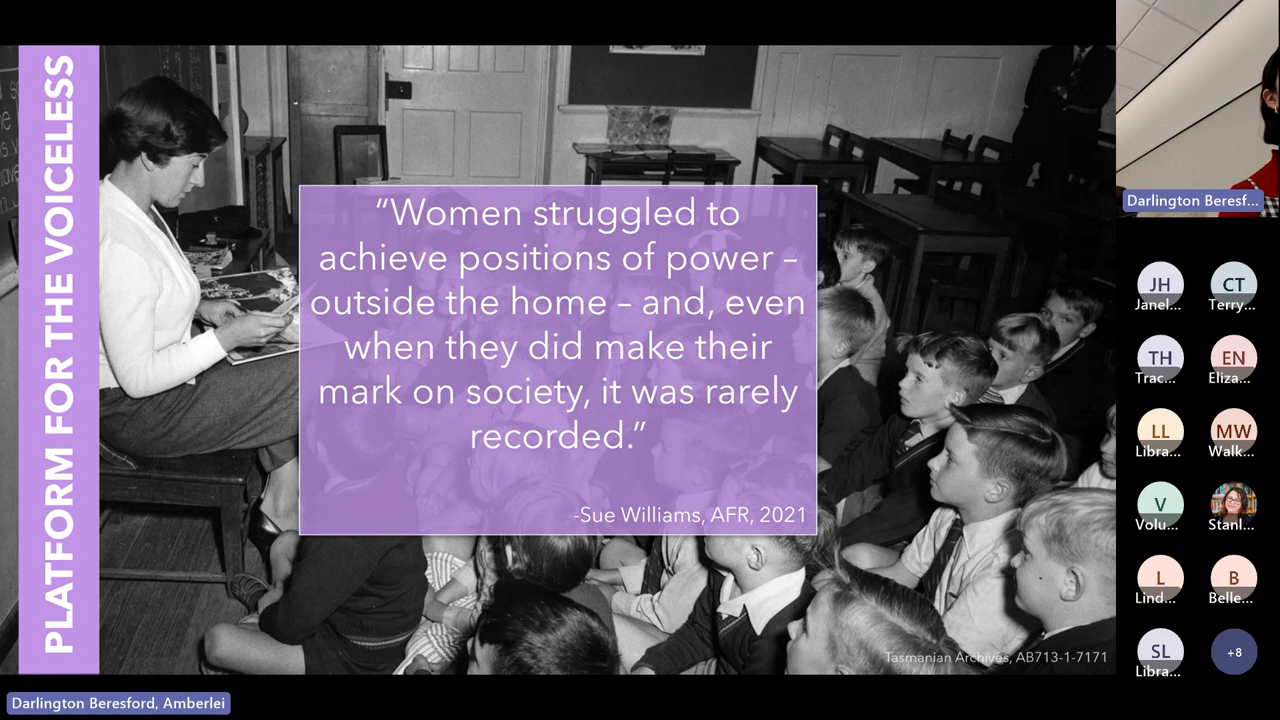 PLATFORM FOR THE VOICELESS
“Women struggled to
achieve positions of power –
outside the home – and, even
when they did make their
mark on society, it was rarely
recorded.”
-Sue Williams, AFR, 2021
Tasmanian Archives, AB713-1-7171
Darlington Beresford, Amberlei
Darlington Beresf...
JH
Janel...
CT
Terry...
TH
Trac...
EN
Eliza...
LL
Libra...
MW
Walk...
V
Volu...
Stanl...
L
Lind...
B
Belle...
SL
Libra...
+8